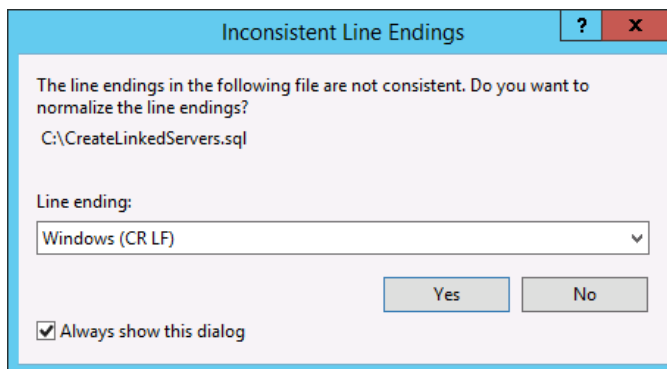 Inconsistent Line Endings
?
x
The line endings in the following file are not consistent. Do you want to
normalize the line endings?
C:\CreateLinkedServers.sql
Line ending:
Windows (CR LF)
Yes
No
Always show this dialog